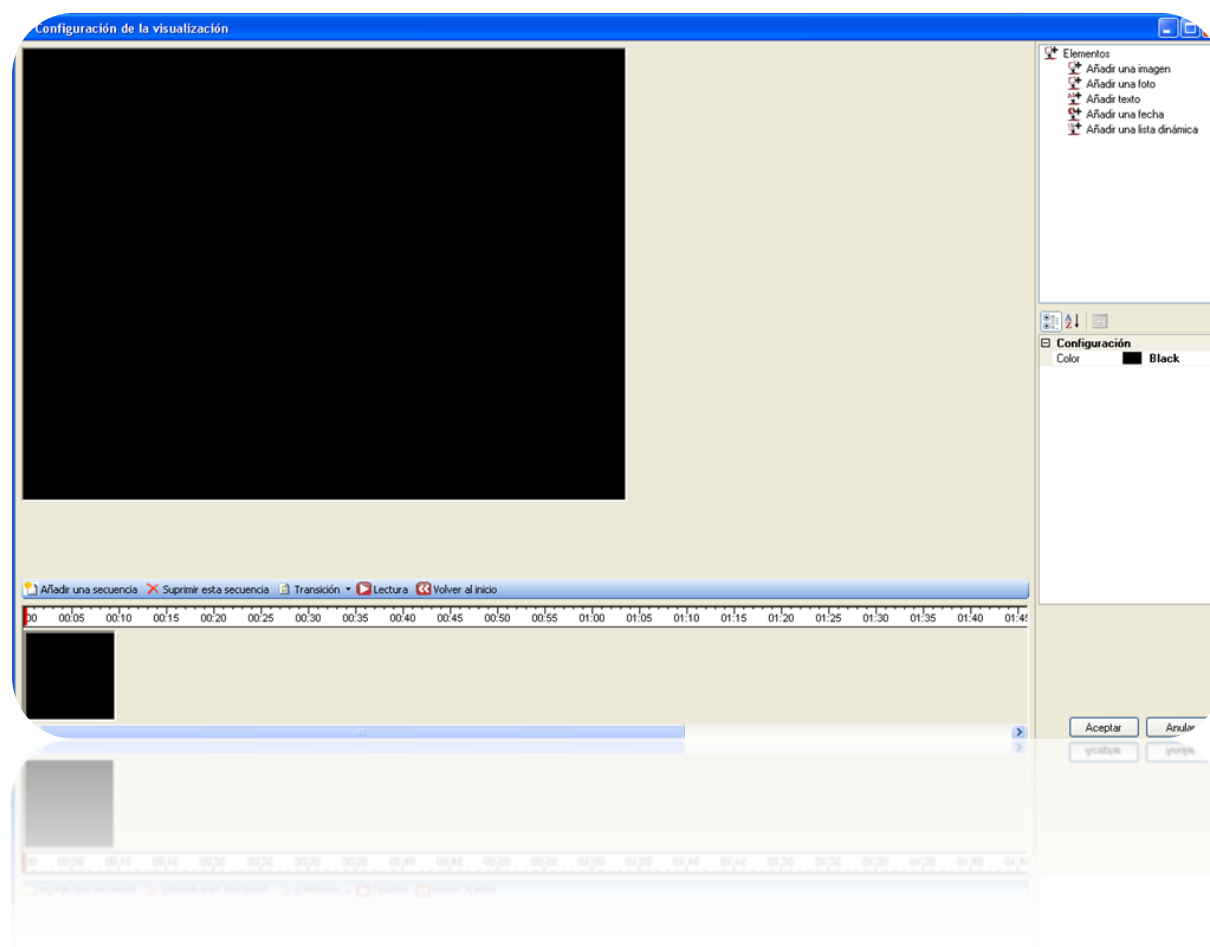 Configuración de la visualización
Elementos
Añadir una imagen
Añadir una foto
Añadir texto
Añadir una fecha
Añadir una lista dinámica
Configuración
Color Black
Añadir una secuencia Suprimir esta secuencia Transición Lectura Volver al inicio
00:05 00:10 00:15 00:20 00:25 00:30 00:35 00:40 00:45 00:50 00:55 01:00 01:05 01:10 01:15 01:20 01:25 01:30 01:35 01:40 01:45
Aceptar Anular